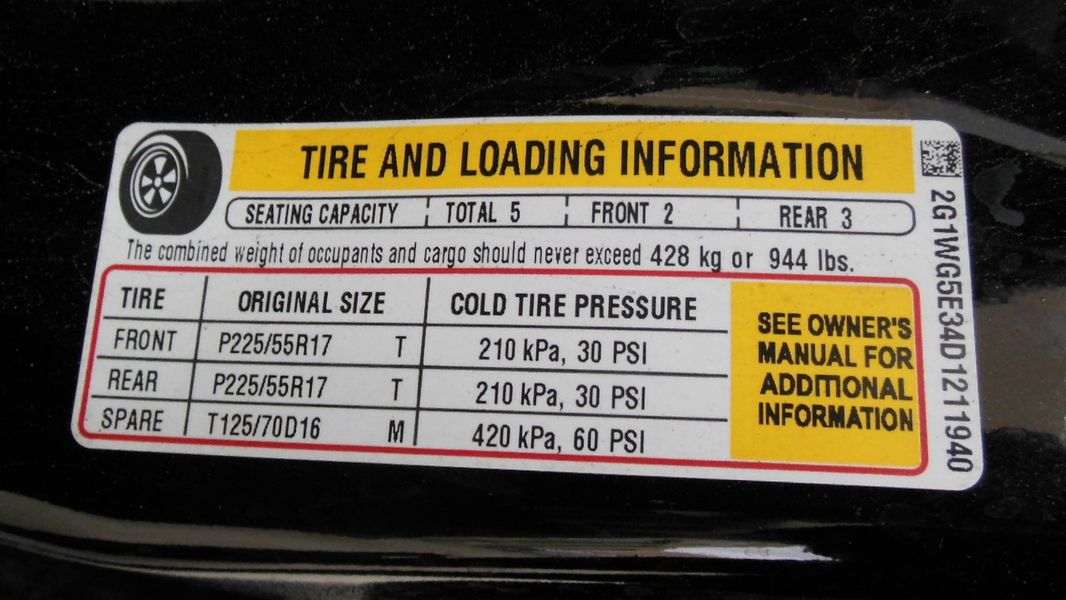 TIRE AND LOADING INFORMATION
SEATING CAPACITY TOTAL 5 FRONT 2 REAR 3
The combined weight of occupants and cargo should never exceed 428 kg or 944 lbs.
TIRE ORIGINAL SIZE COLD TIRE PRESSURE
FRONT P225/55R17 T 210 kPa, 30 PSI
REAR P225/55R17 T 210 kPa, 30 PSI
SPARE T125/70D16 M 420 kPa, 60 PSI
SEE OWNER'S
MANUAL FOR
ADDITIONAL
INFORMATION
2G1WG5E34D1211940